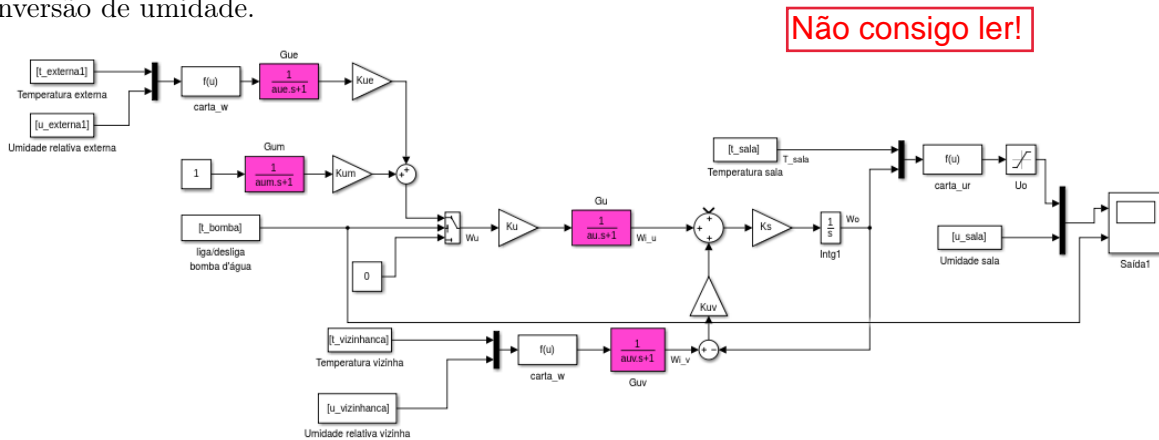 nversão de umidade.
Não consigo ler!
Gue
[t_externa1]
Temperatura externa
f(u)
carta_w
1
aue.s+1
Kue
[u_externa1]
Umidade relativa externa
Gum
1
1
aum.s+1
Kum
+
+
[t_bomba]
liga/desliga
bomba d'água
0
Wu
Ku
Gu
1
au.s+1
Wi_u
+
+
+
Ks
1
s
Intg1
Wo
[t_sala]
T_sala
Temperatura sala
f(u)
carta_ur
Uo
[u_sala]
Umidade sala
Saída1
Kuv
[t_vizinhanca]
Temperatura vizinha
f(u)
carta_w
1
auv.s+1
Guv
Wi_v
+
−
[u_vizinhanca]
Umidade relativa vizinha